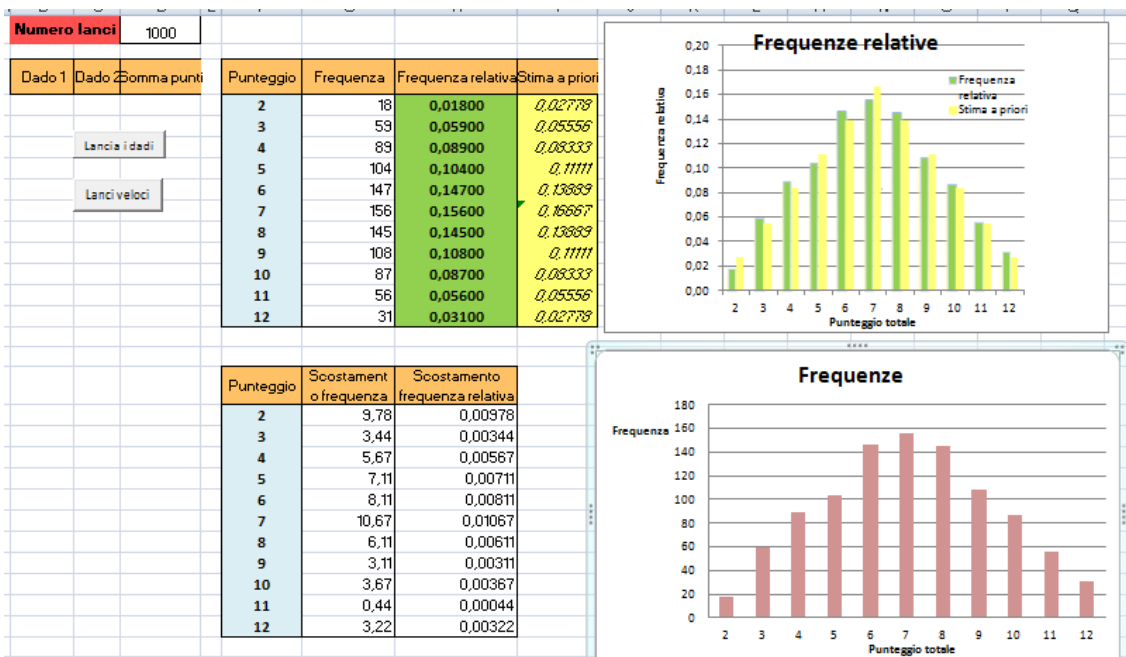 Numero lanci 1000
Dado 1 Dado 2 Somma punti
Lancia i dadi
Lanci veloci
Punteggio Frequenza Frequenza relativa Stima a priori
2 18 0,01800 0,02778
3 59 0,05900 0,05556
4 89 0,08900 0,08333
5 104 0,10400 0,11111
6 147 0,14700 0,13889
7 156 0,15600 0,16667
8 145 0,14500 0,13889
9 108 0,10800 0,11111
10 87 0,08700 0,08333
11 56 0,05600 0,05556
12 31 0,03100 0,02778
Frequenze relative
Frequenza relativa
0,20
0,18
0,16
0,14
0,12
0,10
0,08
0,06
0,04
0,02
0,00
Frequenza
relativa
Stima a priori
2 3 4 5 6 7 8 9 10 11 12
Punteggio totale
Punteggio Scostament Scostamento
o frequenza frequenza relativa
2 9,78 0,00978
3 3,44 0,00344
4 5,67 0,00567
5 7,11 0,00711
6 8,11 0,00811
7 10,67 0,01067
8 6,11 0,00611
9 3,11 0,00311
10 3,67 0,00367
11 0,44 0,00044
12 3,22 0,00322
Frequenze
Frequenza
180
160
140
120
100
80
60
40
20
0
2 3 4 5 6 7 8 9 10 11 12
Punteggio totale